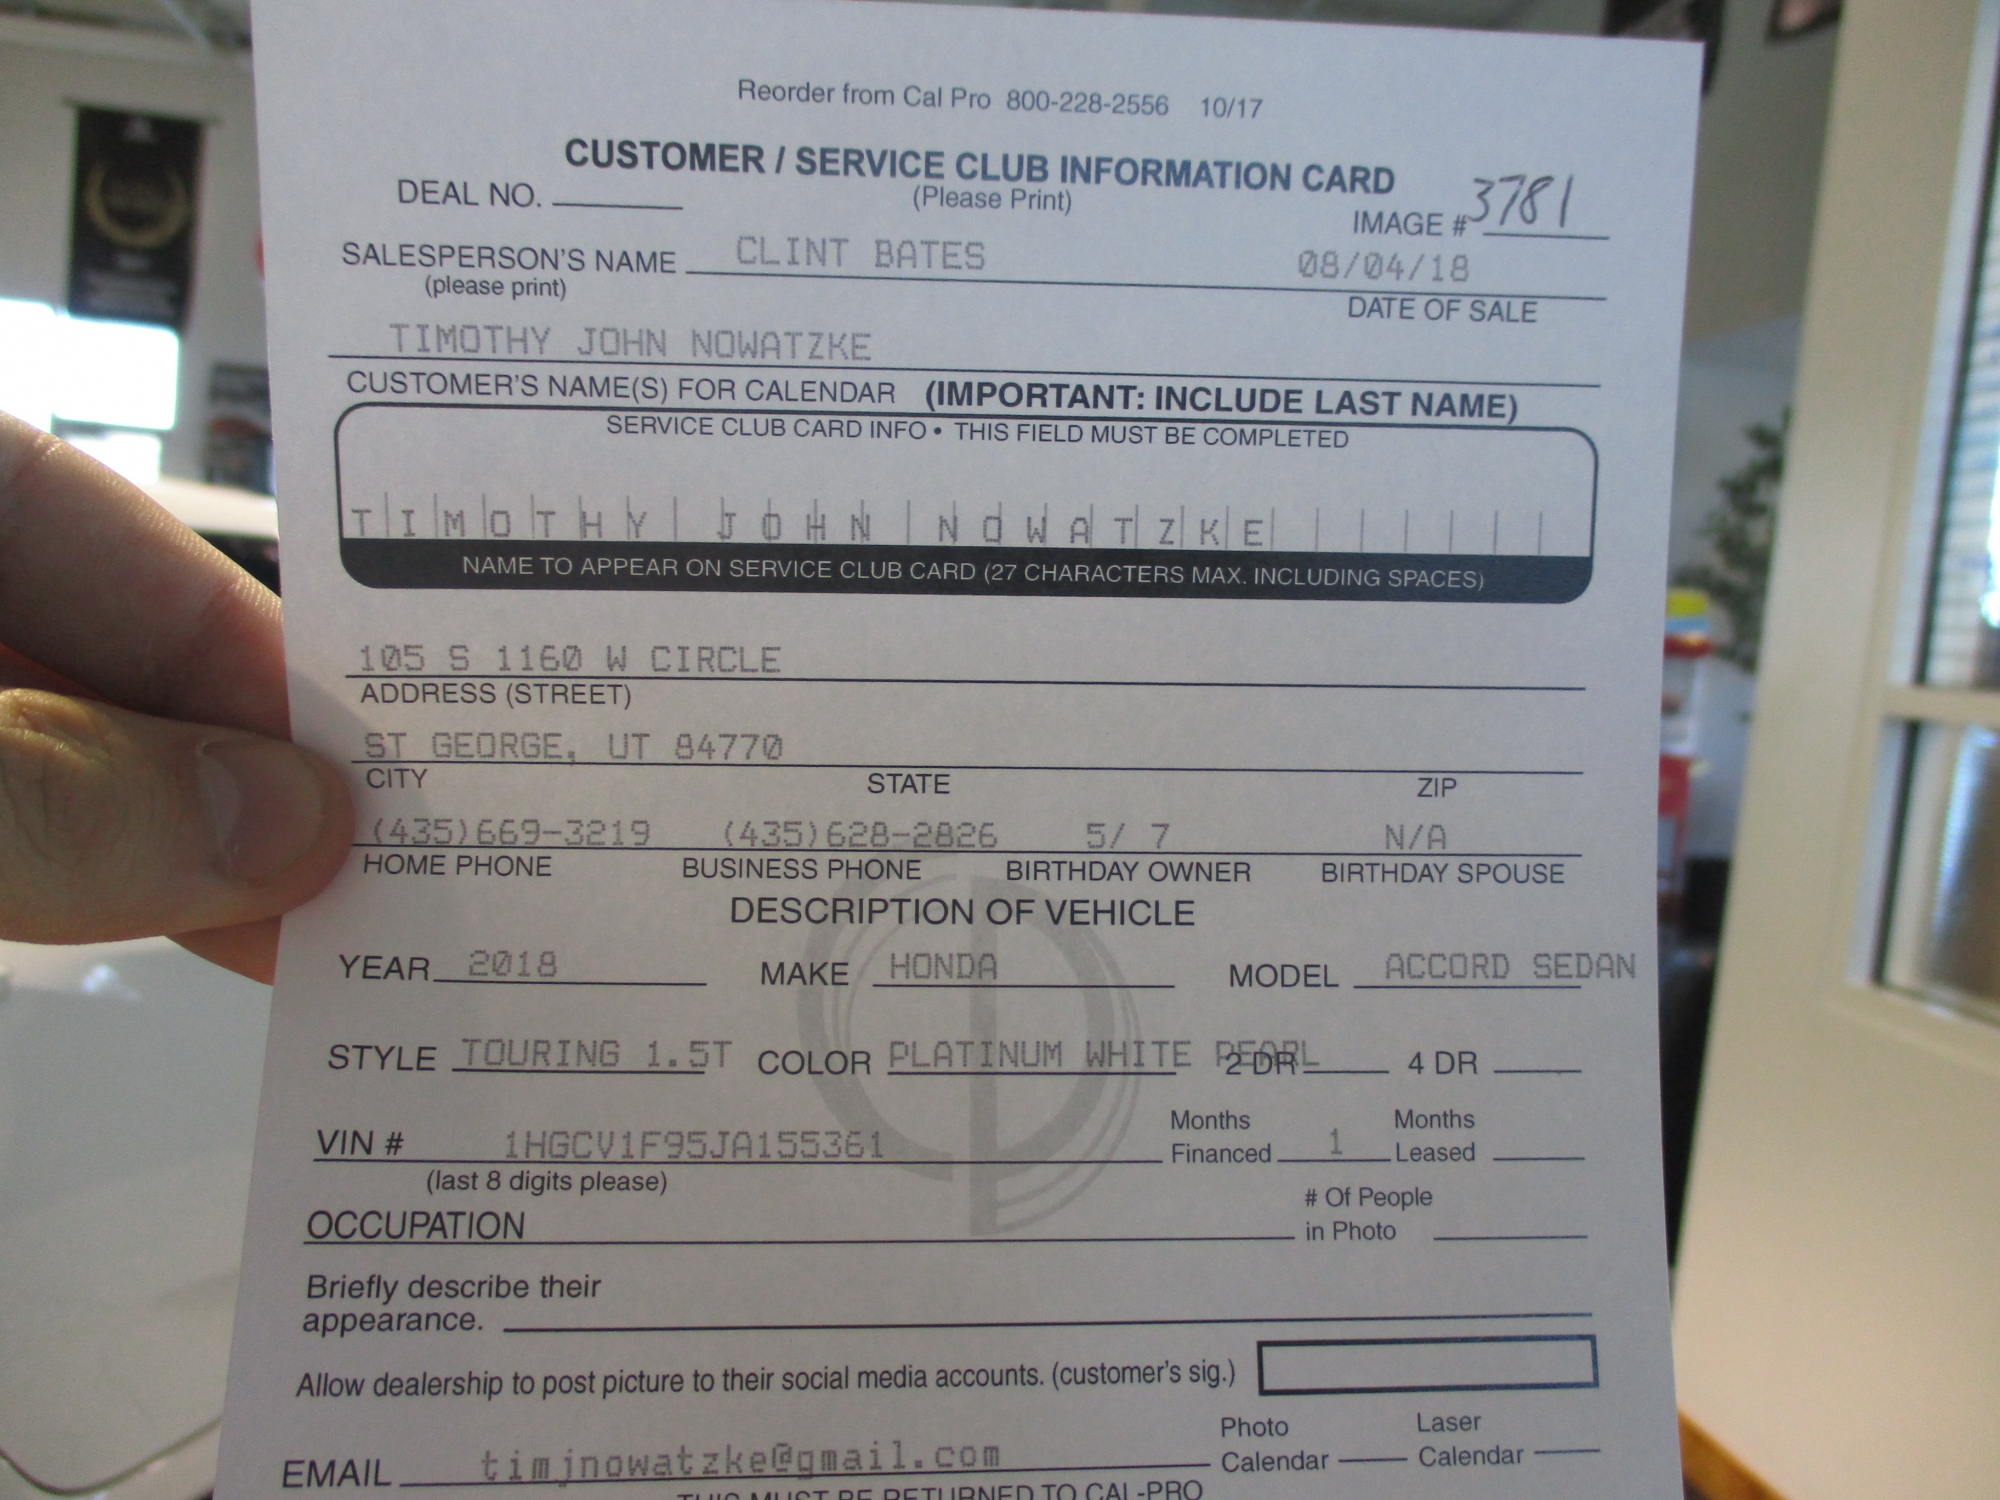 Reorder from Cal Pro 800-228-2556 10/17
CUSTOMER / SERVICE CLUB INFORMATION CARD
DEAL NO. (Please Print) IMAGE # 3781
SALESPERSON'S NAME CLINT BATES 08/04/18
(please print) DATE OF SALE
TIMOTHY JOHN NOWATZKE
CUSTOMER'S NAME(S) FOR CALENDAR (IMPORTANT: INCLUDE LAST NAME)
SERVICE CLUB CARD INFO • THIS FIELD MUST BE COMPLETED
TIMOTHY JOHN NOWATZKE
NAME TO APPEAR ON SERVICE CLUB CARD (27 CHARACTERS MAX. INCLUDING SPACES)
105 S 1160 W CIRCLE
ADDRESS (STREET)
ST GEORGE, UT 84770
CITY STATE ZIP
(435)669-3219 (435)628-2826 5/ 7 N/A
HOME PHONE BUSINESS PHONE BIRTHDAY OWNER BIRTHDAY SPOUSE
DESCRIPTION OF VEHICLE
YEAR 2018 MAKE HONDA MODEL ACCORD SEDAN
STYLE TOURING 1.5T COLOR PLATINUM WHITE PEARL 2 DR 4 DR
Months Months
VIN # 1HGCV1F95JA155361 Financed 1 Leased
(last 8 digits please)
# Of People
OCCUPATION in Photo
Briefly describe their
appearance.
Allow dealership to post picture to their social media accounts. (customer's sig.)
Photo Laser
EMAIL timjnowatzke@gmail.com Calendar Calendar
THIS MUST BE RETURNED TO CAL-PRO